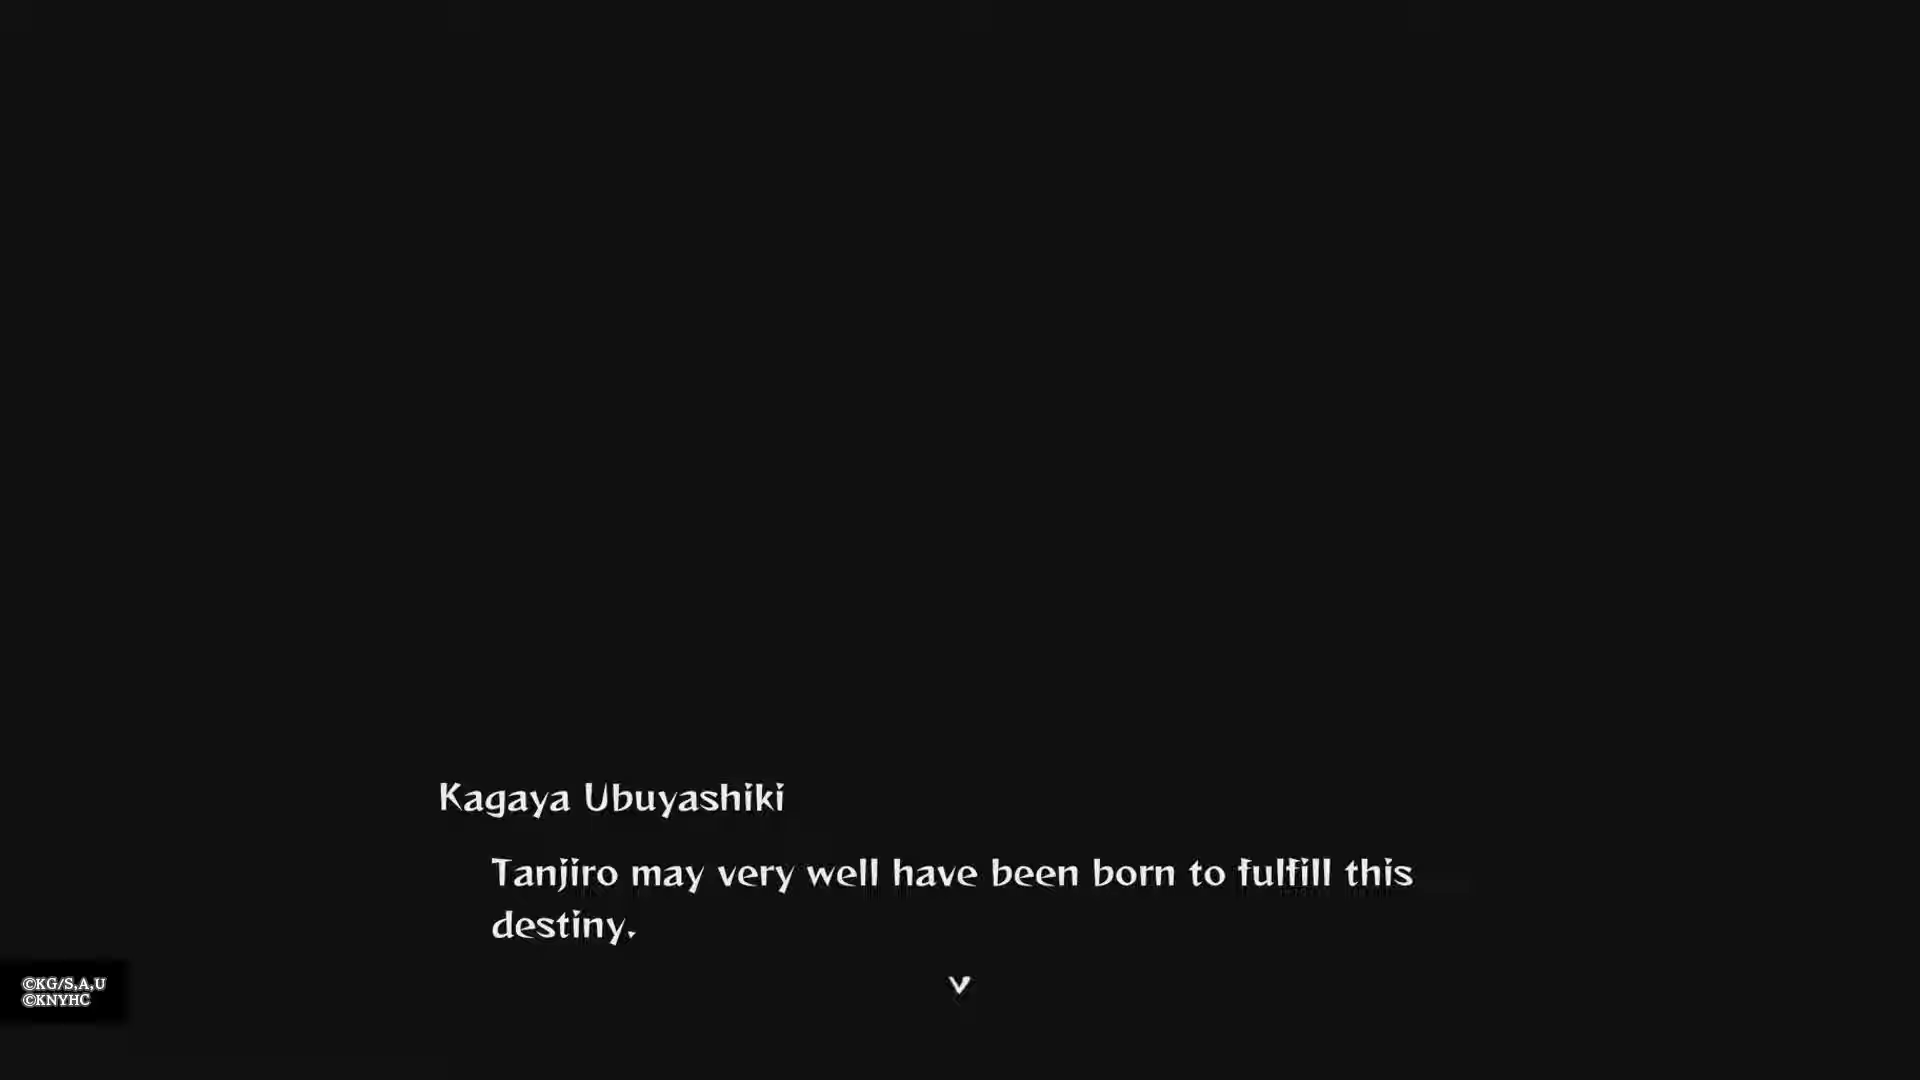 Kagaya Ubuyashiki
Tanjiro may very well have been born to fulfill this
destiny.
©KG/S,A,U
©KNYHC